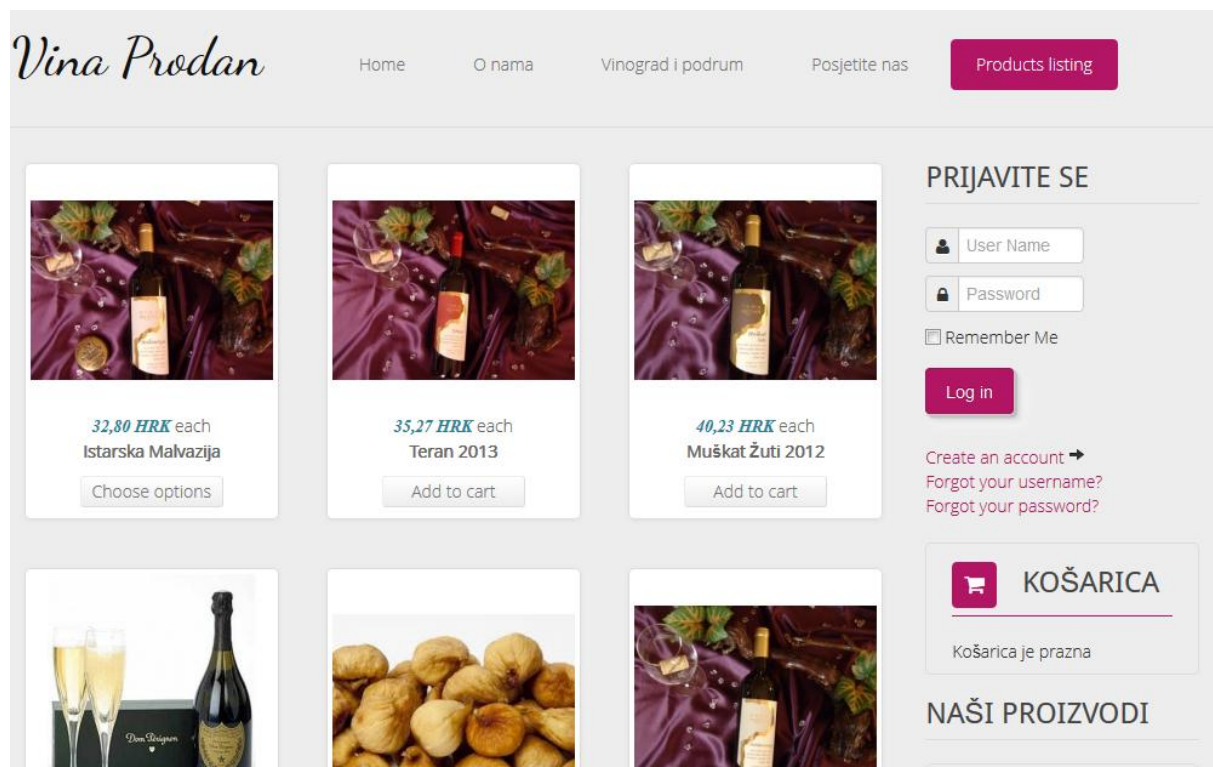 Vina Prodan
Home
O nama
Vinograd i podrum
Posjetite nas
Products listing
32,80 HRK each
Istarska Malvazija
Choose options
35,27 HRK each
Teran 2013
Add to cart
40,23 HRK each
Muškat Žuti 2012
Add to cart
Dom Pérignon
PRIJAVITE SE
User Name
Password
Remember Me
Log in
Create an account
Forgot your username?
Forgot your password?
KOŠARICA
Košarica je prazna
NAŠI PROIZVODI